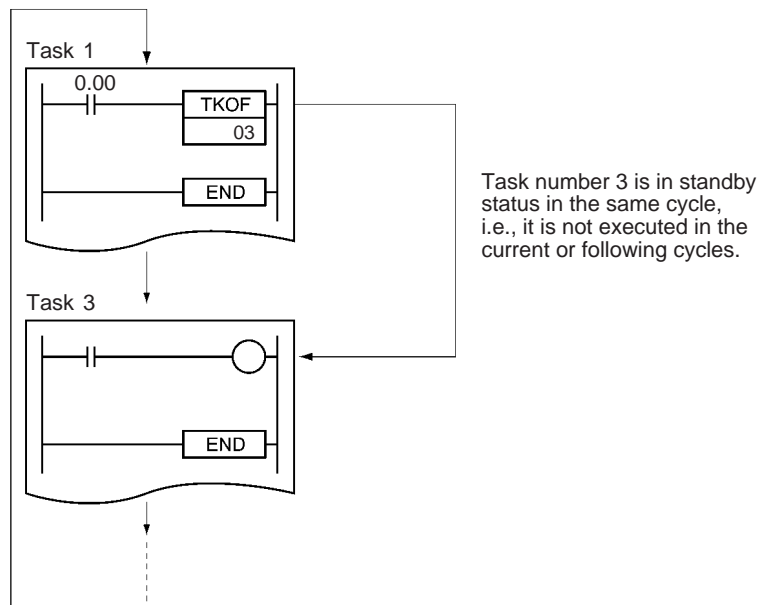 Task 1
0.00
TKOF
03
END
Task number 3 is in standby
status in the same cycle,
i.e., it is not executed in the
current or following cycles.
Task 3
END